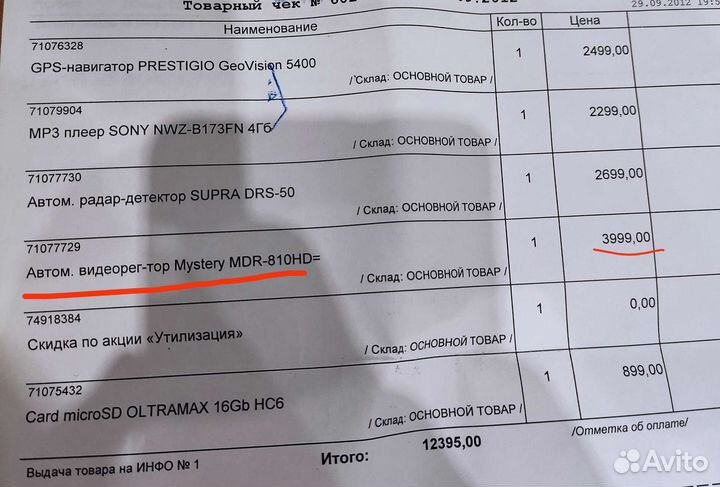 Товарный чек №
29.09.2012
Наименование Кол-во Цена
71076328
GPS-навигатор PRESTIGIO GeoVision 5400 1 2499,00
/ Склад: ОСНОВНОЙ ТОВАР /
71079904
MP3 плеер SONY NWZ-B173FN 4Гб 1 2299,00
/ Склад: ОСНОВНОЙ ТОВАР /
71077730
Автом. радар-детектор SUPRA DRS-50 1 2699,00
/ Склад: ОСНОВНОЙ ТОВАР /
71077729
Автом. видеорег-тор Mystery MDR-810HD= 1 3999,00
/ Склад: ОСНОВНОЙ ТОВАР /
74918384
Скидка по акции «Утилизация» 1 0,00
/ Склад: ОСНОВНОЙ ТОВАР /
71075432
Card microSD OLTRAMAX 16Gb HC6 1 899,00
/ Склад: ОСНОВНОЙ ТОВАР /
Выдача товара на ИНФО № 1 Итого: 12395,00 /Отметка об оплате/
Avito